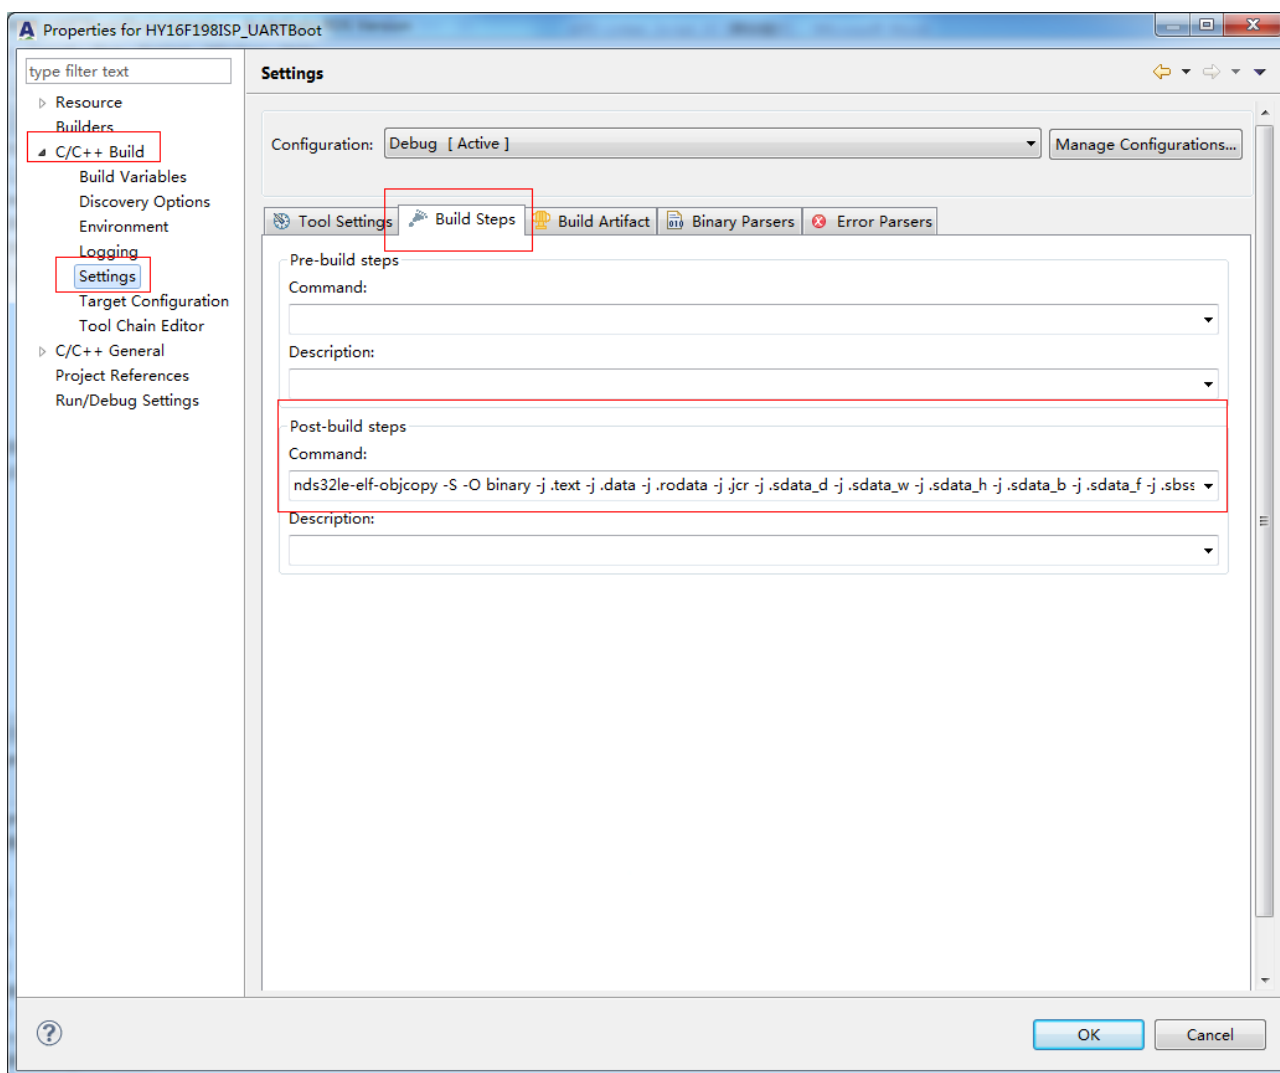 Properties for HY16F198ISP_UARTBoot
type filter text
Settings
Resource
Builders
C/C++ Build
Build Variables
Discovery Options
Environment
Logging
Settings
Target Configuration
Tool Chain Editor
C/C++ General
Project References
Run/Debug Settings
Configuration: Debug [ Active ] Manage Configurations...
Tool Settings Build Steps Build Artifact Binary Parsers Error Parsers
Pre-build steps
Command:
Description:
Post-build steps
Command:
nds32le-elf-objcopy -S -O binary -j .text -j .data -j .rodata -j .jcr -j .sdata_d -j .sdata_w -j .sdata_h -j .sdata_b -j .sdata_f -j .sbss
Description:
OK Cancel